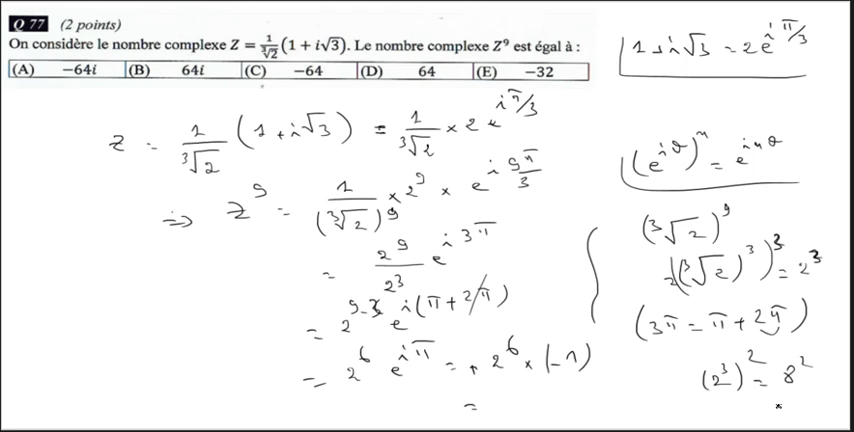 Q 77 (2 points)
On considère le nombre complexe Z = 1/∛2 (1 + i√3). Le nombre complexe Z⁹ est égal à :
(A) −64i (B) 64i (C) −64 (D) 64 (E) −32
1 + i√3 = 2e^(iπ/3)
z = 1/∛2 (1 + i√3) = 1/∛2 × 2 e^(iπ/3)
(e^(iθ))^n = e^(inθ)
⇒ Z⁹ = 1/(∛2)⁹ × 2⁹ × e^(i9π/3)
(∛2)⁹
((∛2)³)³ = 2³
= 2⁹/2³ e^(i3π)
= 2^(9-3) e^(i(π+2π))
(3π = π + 2π)
= 2⁶ e^(iπ) = 2⁶ × (−1)
(2³)² = 8²
=